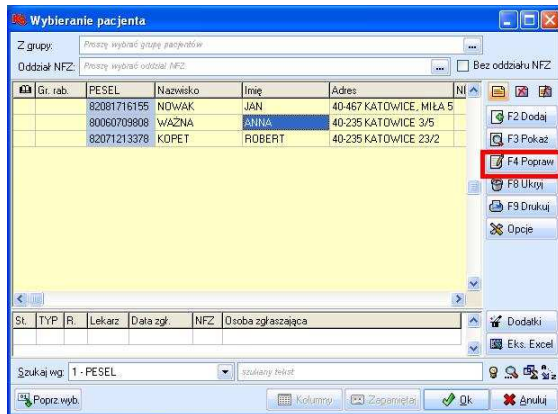 Wybieranie pacjenta
Z grupy: Proszę wybrać grupę pacjentów ...
Oddział NFZ: Proszę wybrać oddział NFZ ... Bez oddziału NFZ
Gr. rab. PESEL Nazwisko Imię Adres NI
82081716155 NOWAK JAN 40-467 KATOWICE, MIŁA 5
80060709808 WAŻNA ANNA 40-235 KATOWICE 3/5
82071213378 KOPET ROBERT 40-235 KATOWICE 23/2
F2 Dodaj
F3 Pokaż
F4 Popraw
F8 Ukryj
F9 Drukuj
Opcje
St. TYP R. Lekarz Data zgł. NFZ Osoba zgłaszająca
Dodatki
Eks. Excel
Szukaj wg: 1 - PESEL szukany tekst
Poprz.wyb. Kolumny Zapamiętaj Ok Anuluj